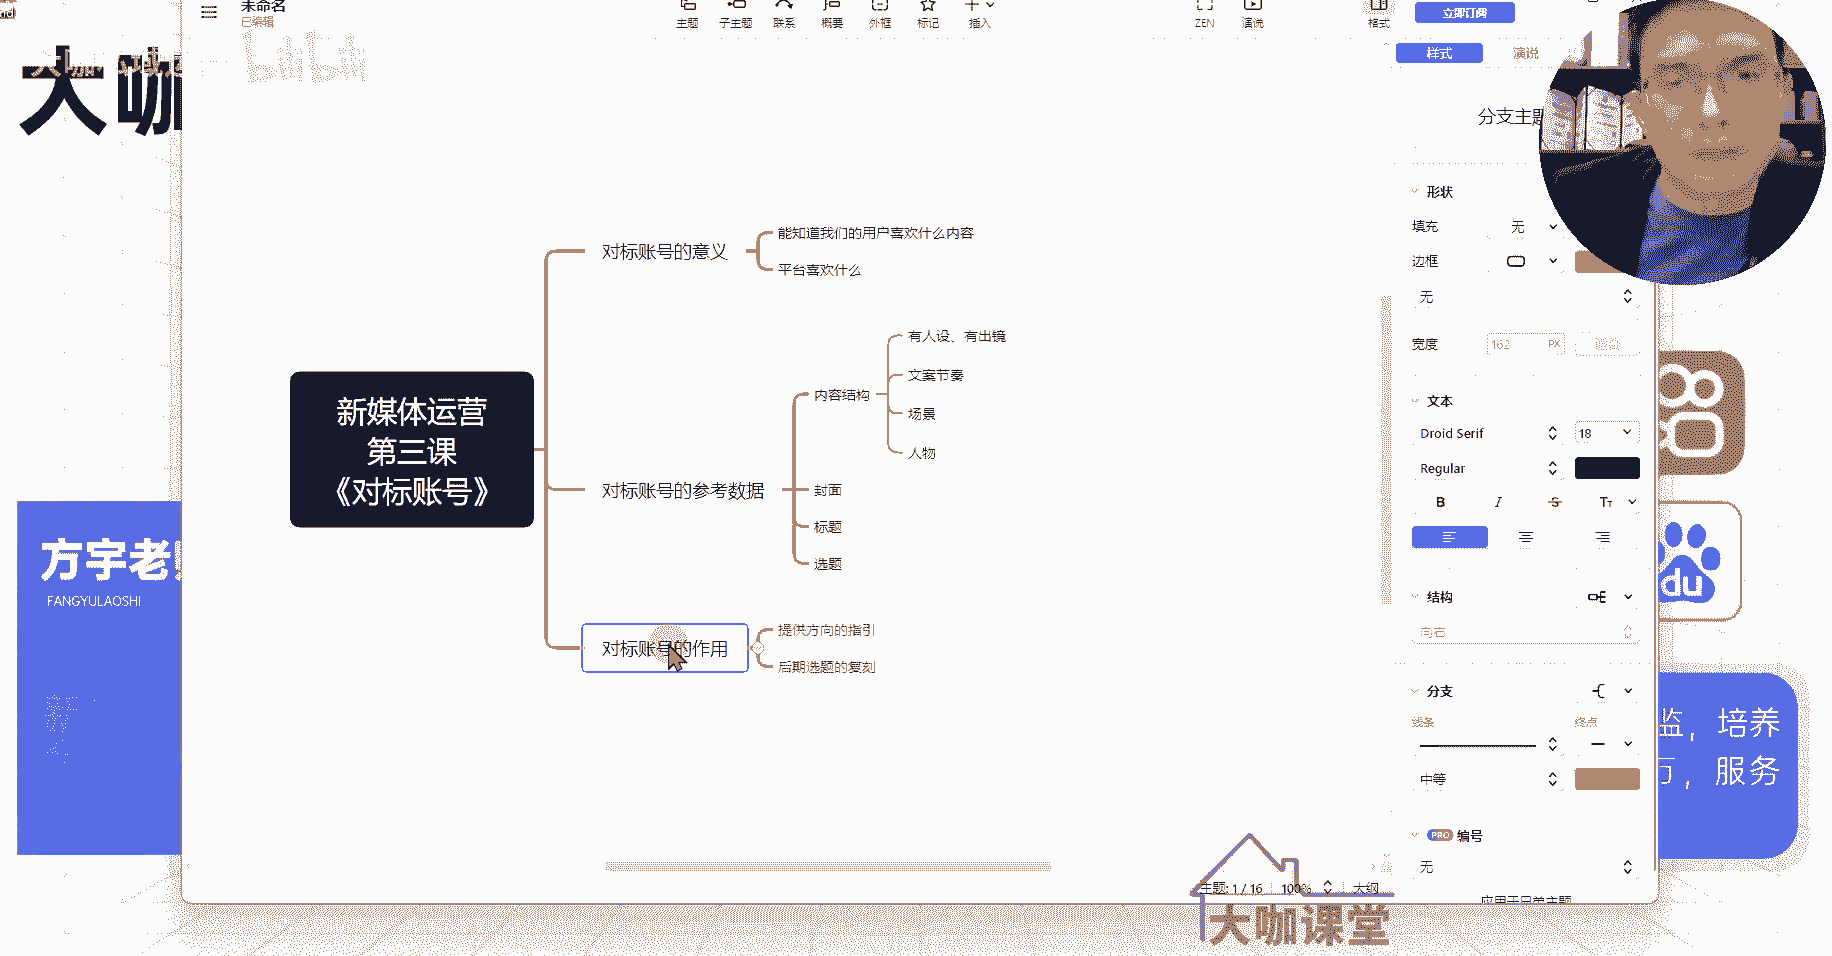 未命名
已编辑
主题
子主题
联系
概要
外框
标记
插入
ZEN
演说
格式
立即订阅
bilibili
大咖
样式
演说
分支主题
形状
填充
无
边框
无
宽度
162
PX
文本
Droid Serif
18
Regular
B
I
S
TT
结构
向右
分支
线条
终点
中等
PRO
编号
无
新媒体运营
第三课
《对标账号》
对标账号的意义
能知道我们的用户喜欢什么内容
平台喜欢什么
对标账号的参考数据
内容结构
有人设、有出镜
文案节奏
场景
人物
封面
标题
选题
对标账号的作用
提供方向的指引
后期选题的复刻
方宇老
FANGYULAOSHI
du
监，培养
万，服务
主题: 1 / 16
100%
大纲
大咖课堂